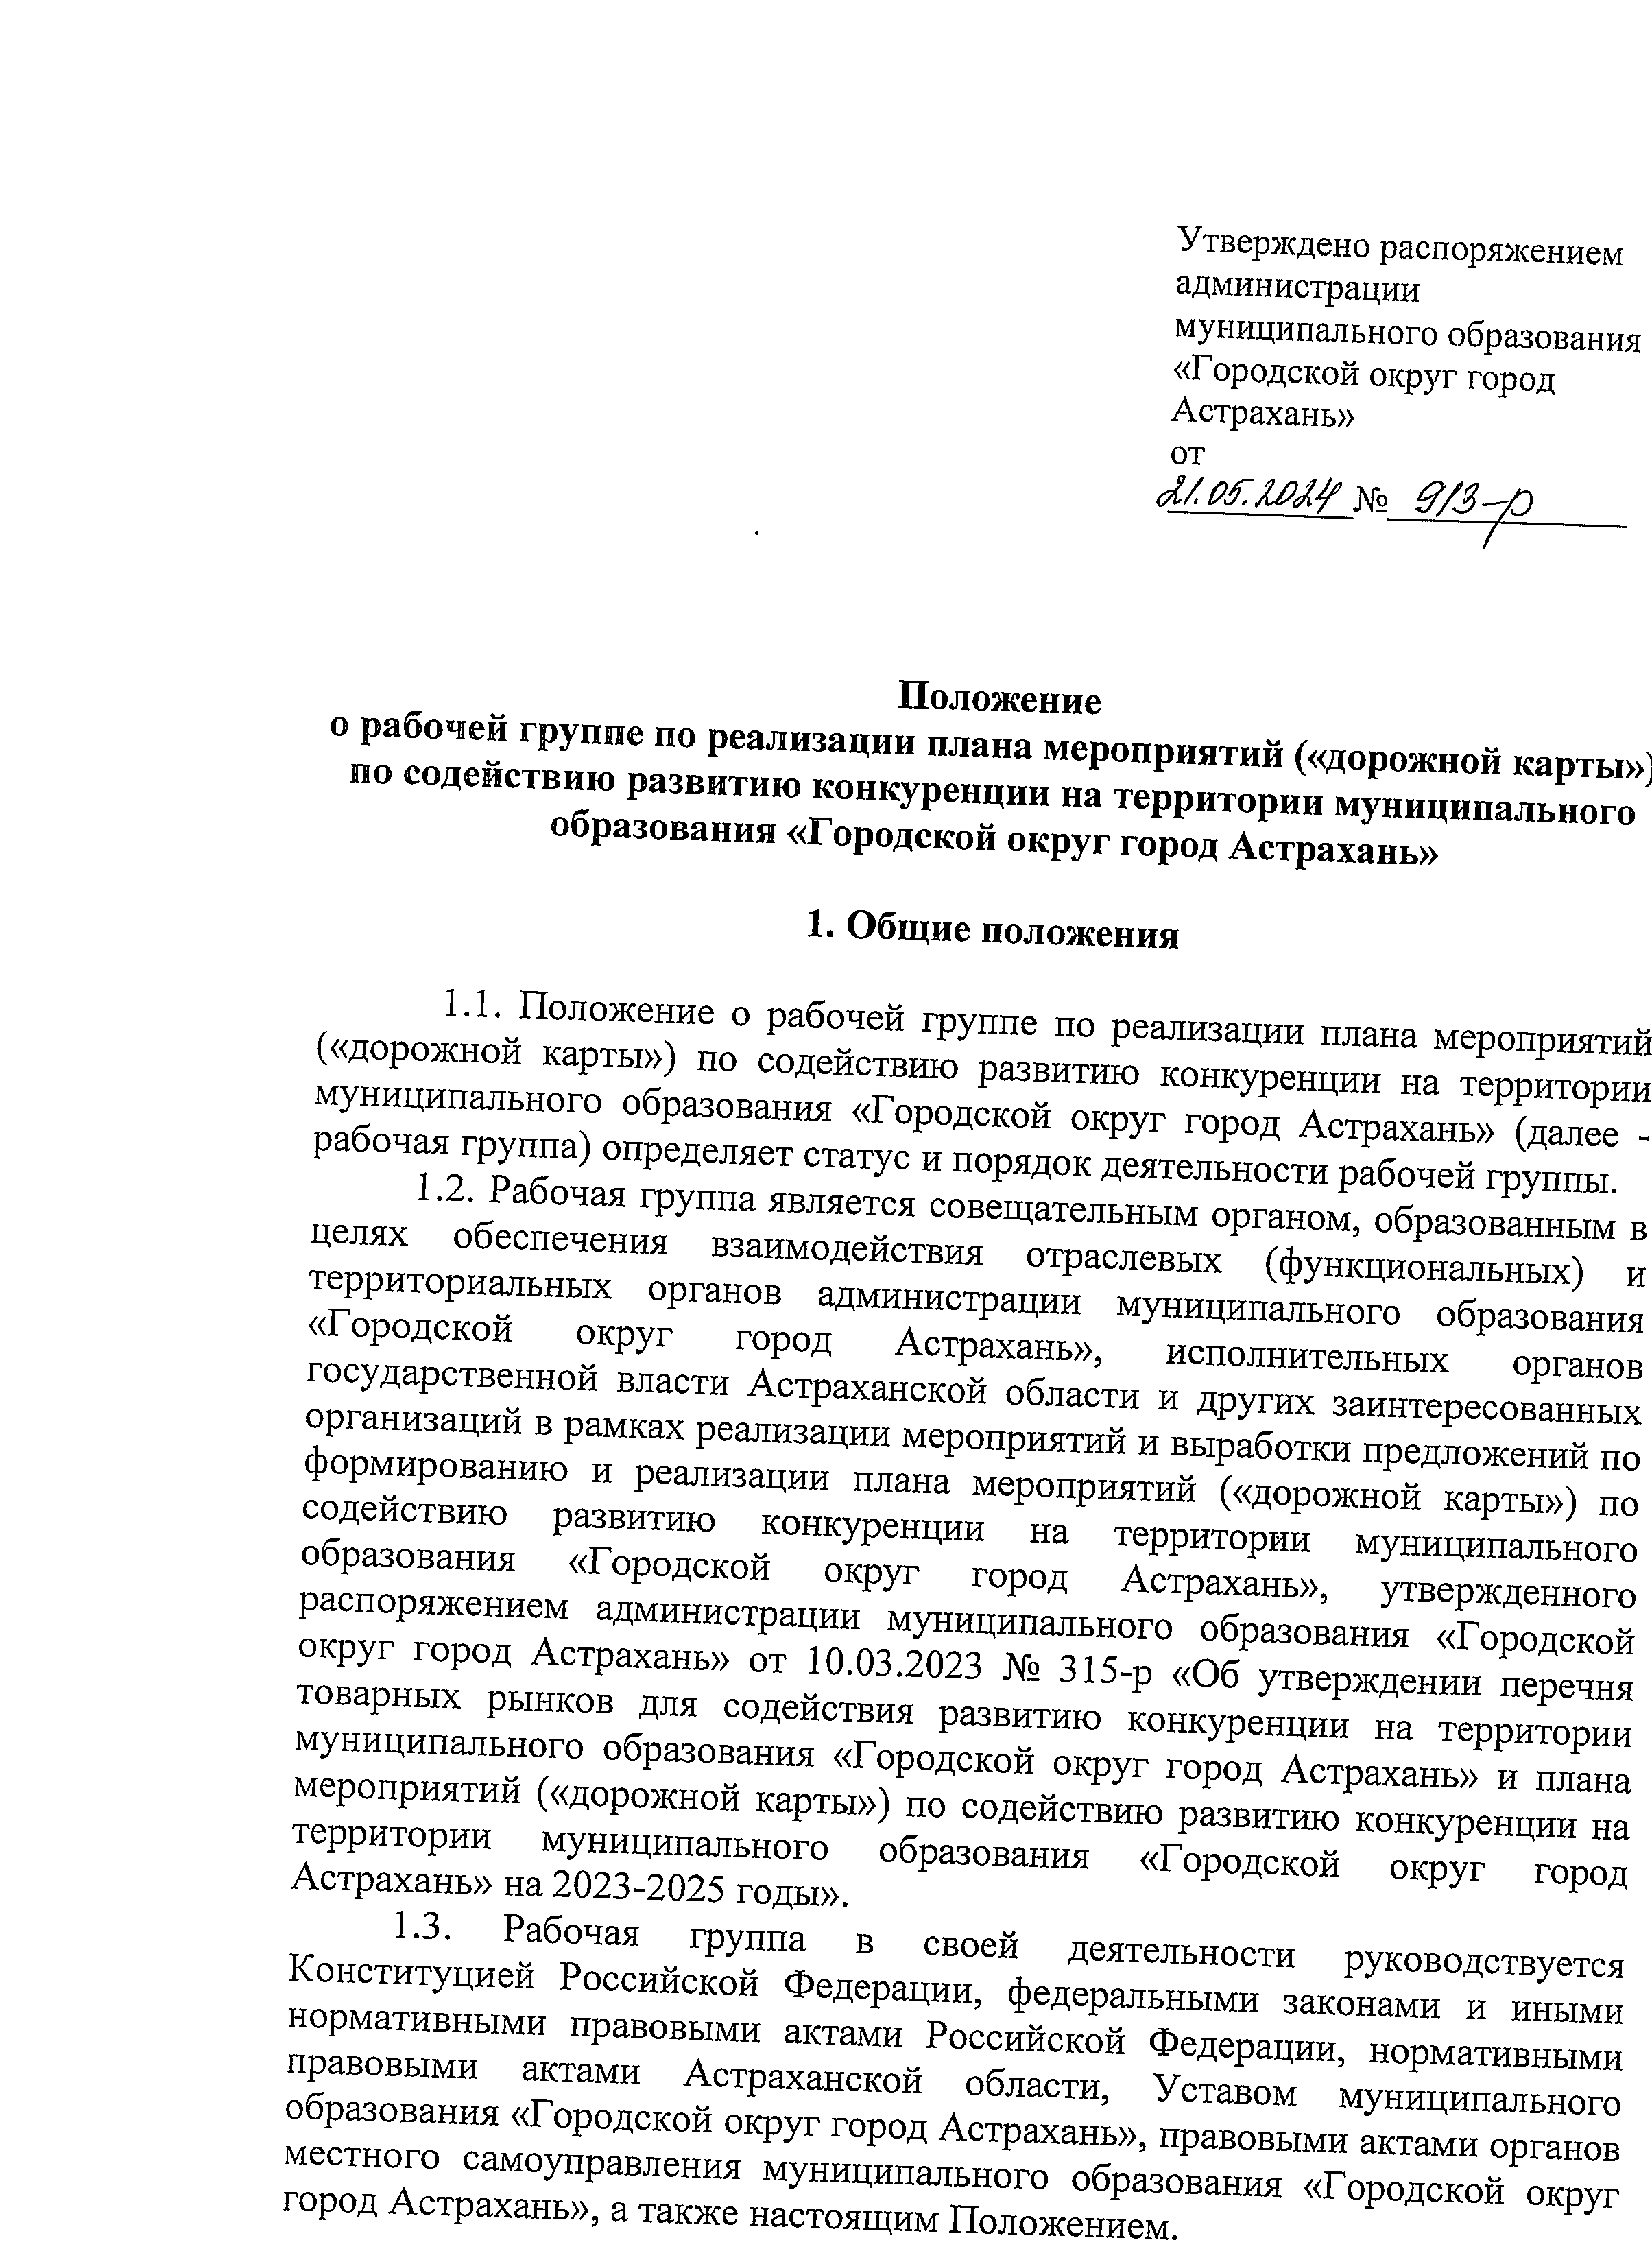 Утверждено распоряжением
администрации
муниципального образования
«Городской округ город
Астрахань»
от
21.05.2024 № 913-р
Положение
о рабочей группе по реализации плана мероприятий («дорожной карты»)
по содействию развитию конкуренции на территории муниципального
образования «Городской округ город Астрахань»
1. Общие положения
1.1. Положение о рабочей группе по реализации плана мероприятий
(«дорожной карты») по содействию развитию конкуренции на территории
муниципального образования «Городской округ город Астрахань» (далее -
рабочая группа) определяет статус и порядок деятельности рабочей группы.
1.2. Рабочая группа является совещательным органом, образованным в
целях обеспечения взаимодействия отраслевых (функциональных) и
территориальных органов администрации муниципального образования
«Городской округ город Астрахань», исполнительных органов
государственной власти Астраханской области и других заинтересованных
организаций в рамках реализации мероприятий и выработки предложений по
формированию и реализации плана мероприятий («дорожной карты») по
содействию развитию конкуренции на территории муниципального
образования «Городской округ город Астрахань», утвержденного
распоряжением администрации муниципального образования «Городской
округ город Астрахань» от 10.03.2023 № 315-р «Об утверждении перечня
товарных рынков для содействия развитию конкуренции на территории
муниципального образования «Городской округ город Астрахань» и плана
мероприятий («дорожной карты») по содействию развитию конкуренции на
территории муниципального образования «Городской округ город
Астрахань» на 2023-2025 годы».
1.3. Рабочая группа в своей деятельности руководствуется
Конституцией Российской Федерации, федеральными законами и иными
нормативными правовыми актами Российской Федерации, нормативными
правовыми актами Астраханской области, Уставом муниципального
образования «Городской округ город Астрахань», правовыми актами органов
местного самоуправления муниципального образования «Городской округ
город Астрахань», а также настоящим Положением.